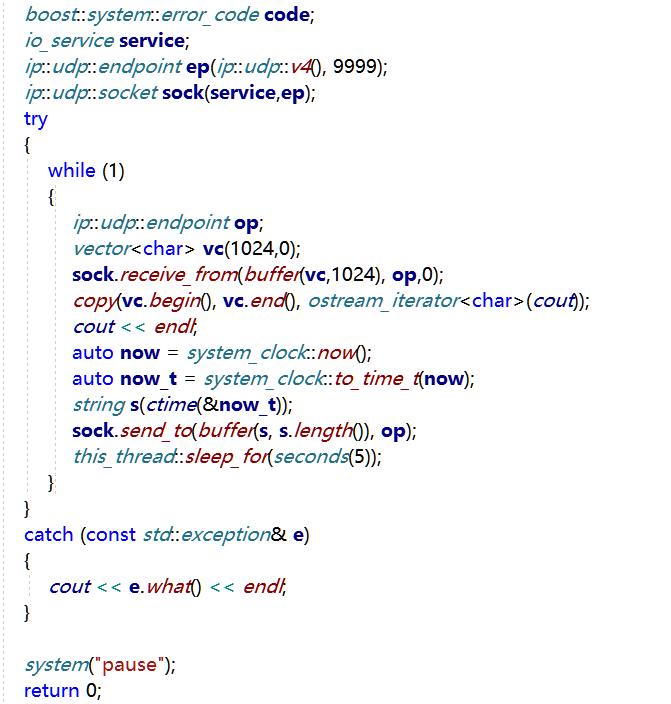 boost::system::error_code code;
io_service service;
ip::udp::endpoint ep(ip::udp::v4(), 9999);
ip::udp::socket sock(service,ep);
try
{
while (1)
{
ip::udp::endpoint op;
vector<char> vc(1024,0);
sock.receive_from(buffer(vc,1024), op,0);
copy(vc.begin(), vc.end(), ostream_iterator<char>(cout));
cout << endl;
auto now = system_clock::now();
auto now_t = system_clock::to_time_t(now);
string s(ctime(&now_t));
sock.send_to(buffer(s, s.length()), op);
this_thread::sleep_for(seconds(5));
}
}
catch (const std::exception& e)
{
cout << e.what() << endl;
}
system("pause");
return 0;